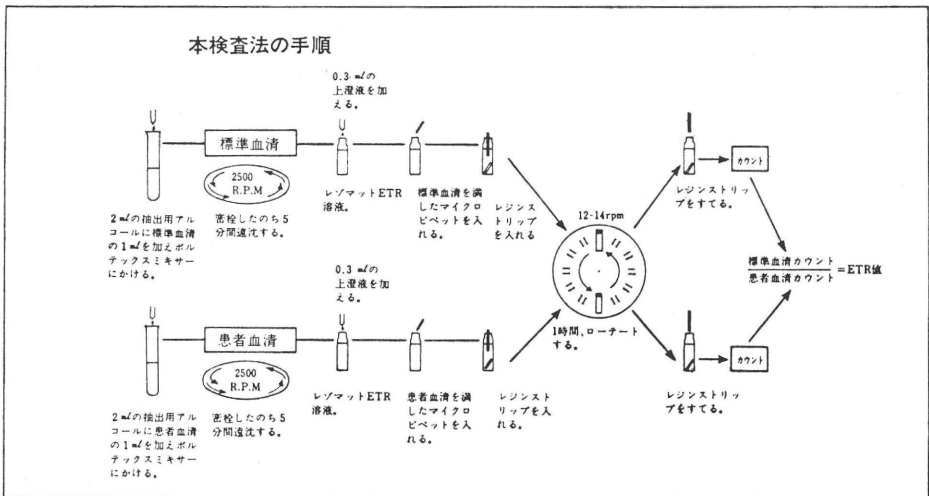 本検査法の手順
0.3 mlの
上澄液を加
える。
標準血清
2500
R.P.M
2mlの抽出用アル
コールに標準血清
の1mlを加えボル
テックスミキサー
にかける。
密栓したのち5
分間遠沈する。
レゾマットETR
溶液。
標準血清を満
したマイクロ
ピペットを入
れる。
レジンス
トリップ
を入れる
12-14rpm
1時間、ローテート
する。
レジンストリッ
プをすてる。
カウント
標準血清カウント
患者血清カウント
=ETR値
0.3 mlの
上澄液を加
える。
患者血清
2500
R.P.M
2mlの抽出用アル
コールに患者血清
の1mlを加えボル
テックスミキサー
にかける。
密栓したのち5
分間遠沈する。
レゾマットETR
溶液。
患者血清を満
したマイクロ
ピペットを入
れる。
レジンスト
リップを入
れる。
レジンストリッ
プをすてる。
カウント